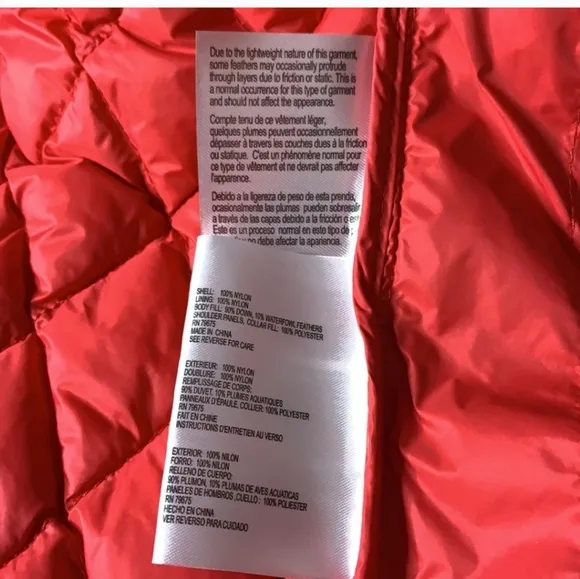 Due to the lightweight nature of this garment,
some feathers may occasionally protrude
through layers due to friction or static. This is
a normal occurrence for this type of garment
and should not affect the appearance.
Compte tenu de ce vêtement léger,
quelques plumes peuvent occasionnellement
dépasser à travers les couches dues à la friction
ou statique. C'est un phénomène normal pour
ce type de vêtement et ne devrait pas affecter
l'apparence.
Debido a la ligereza de peso de esta prenda,
ocasionalmente las plumas pueden sobresalir
a través de las capas debido a la fricción o
Este es un proceso normal en este tipo de
no debe afectar la apariencia.
SHELL: 100% NYLON
LINING: 100% NYLON
BODY FILL: 90% DOWN, 10% WATERFOWL FEATHERS
SHOULDER PANELS, COLLAR FILL: 100% POLYESTER
RN 79575
MADE IN CHINA
SEE REVERSE FOR CARE
EXTERIEUR: 100% NYLON
DOUBLURE: 100% NYLON
REMPLISSAGE DE CORPS:
90% DUVET, 10% PLUMES AQUATIQUES
PANNEAUX D'ÉPAULE, COLLIER: 100% POLYESTER
RN 79575
FAIT EN CHINE
INSTRUCTIONS D'ENTRETIEN AU VERSO
EXTERIOR: 100% NILON
FORRO: 100% NILON
RELLENO DE CUERPO:
90% PLUMON, 10% PLUMAS DE AVES ACUATICAS
PANELES DE HOMBROS ,CUELLO : 100% POLYESTER
RN 79575
HECHO EN CHINA
VER REVERSO PARA CUIDADO